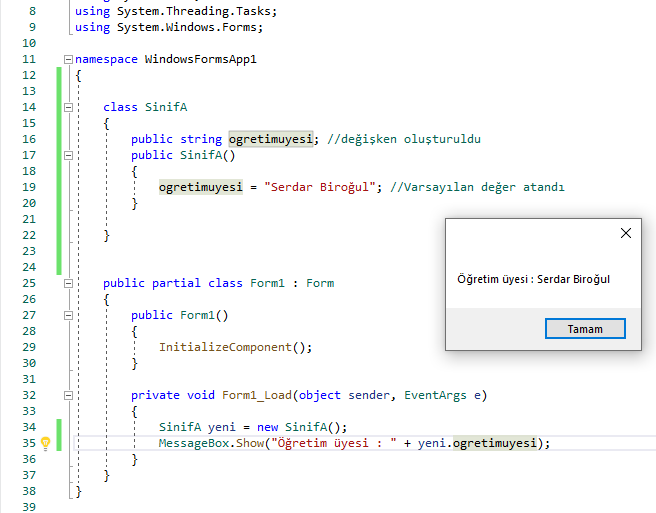 8 using System.Threading.Tasks;
9 using System.Windows.Forms;
10
11 namespace WindowsFormsApp1
12 {
13
14 class SinifA
15 {
16 public string ogretimuyesi; //değişken oluşturuldu
17 public SinifA()
18 {
19 ogretimuyesi = "Serdar Biroğul"; //Varsayılan değer atandı
20 }
21
22 }
23
24
25 public partial class Form1 : Form
26 {
27 public Form1()
28 {
29 InitializeComponent();
30 }
31
32 private void Form1_Load(object sender, EventArgs e)
33 {
34 SinifA yeni = new SinifA();
35 MessageBox.Show("Öğretim üyesi : " + yeni.ogretimuyesi);
36 }
37 }
38 }
39
Öğretim üyesi : Serdar Biroğul
Tamam